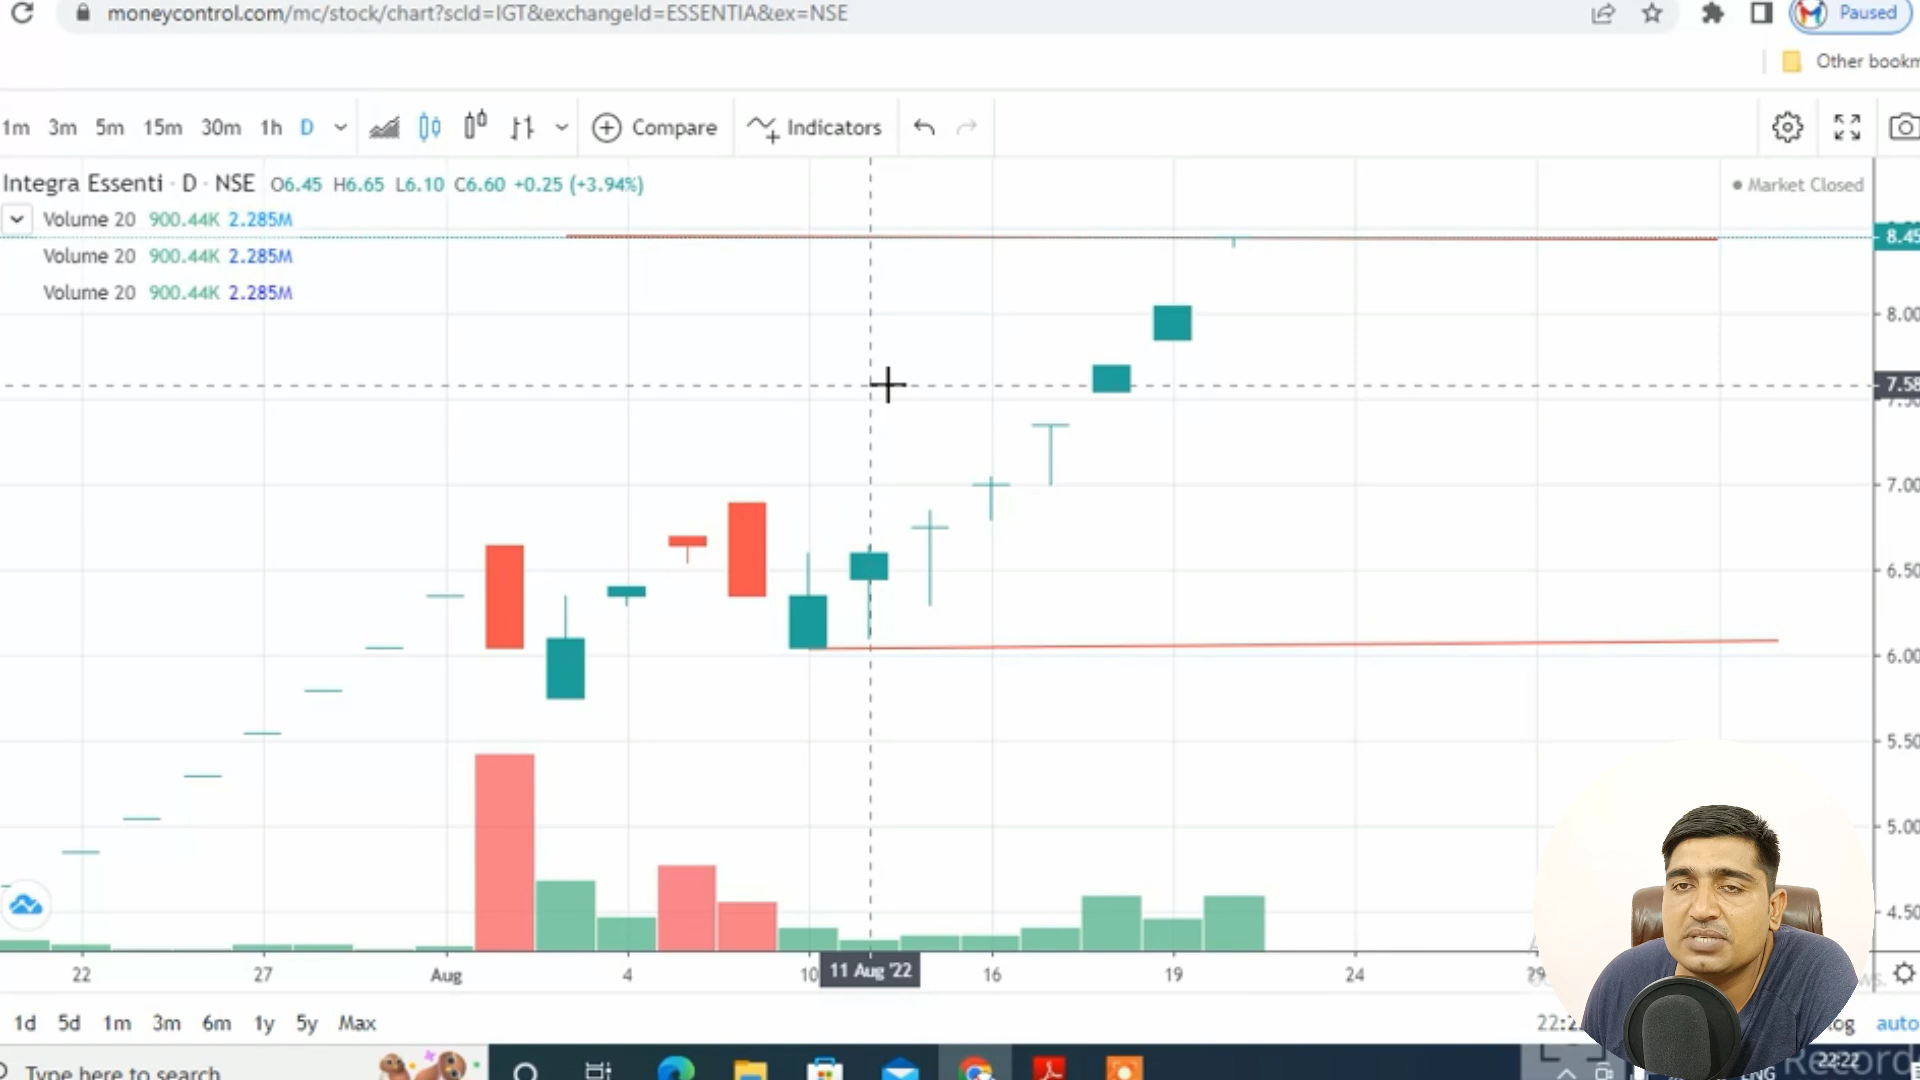 moneycontrol.com/mc/stock/chart?scId=IGT&exchangeId=ESSENTIA&ex=NSE
Paused
Other bookm
1m 3m 5m 15m 30m 1h D Compare Indicators
Integra Essenti · D · NSE O6.45 H6.65 L6.10 C6.60 +0.25 (+3.94%)
Market Closed
Volume 20 900.44K 2.285M
Volume 20 900.44K 2.285M
Volume 20 900.44K 2.285M
8.45
8.00
7.58
7.00
6.50
6.00
5.50
5.00
4.50
22 27 Aug 4 10 11 Aug '22 16 19 24 29
1d 5d 1m 3m 6m 1y 5y Max
auto
Type here to search
ENG
22:22
Record